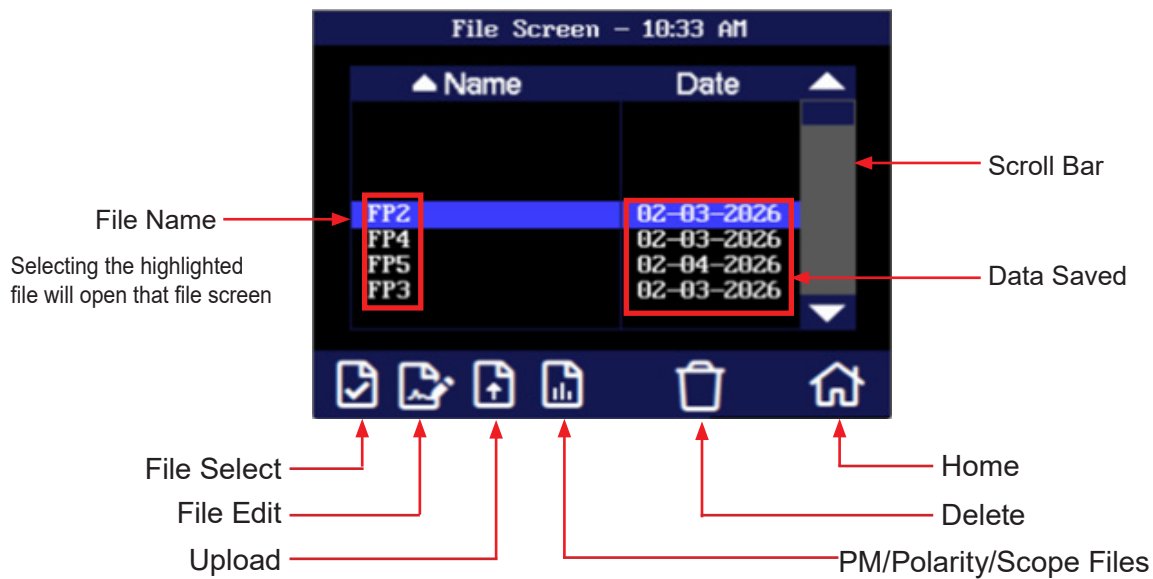 File Screen - 10:33 AM
Name Date
FP2 02-03-2026
FP4 02-03-2026
FP5 02-04-2026
FP3 02-03-2026
Scroll Bar
File Name
Selecting the highlighted
file will open that file screen
Data Saved
File Select
File Edit
Upload
Home
Delete
PM/Polarity/Scope Files